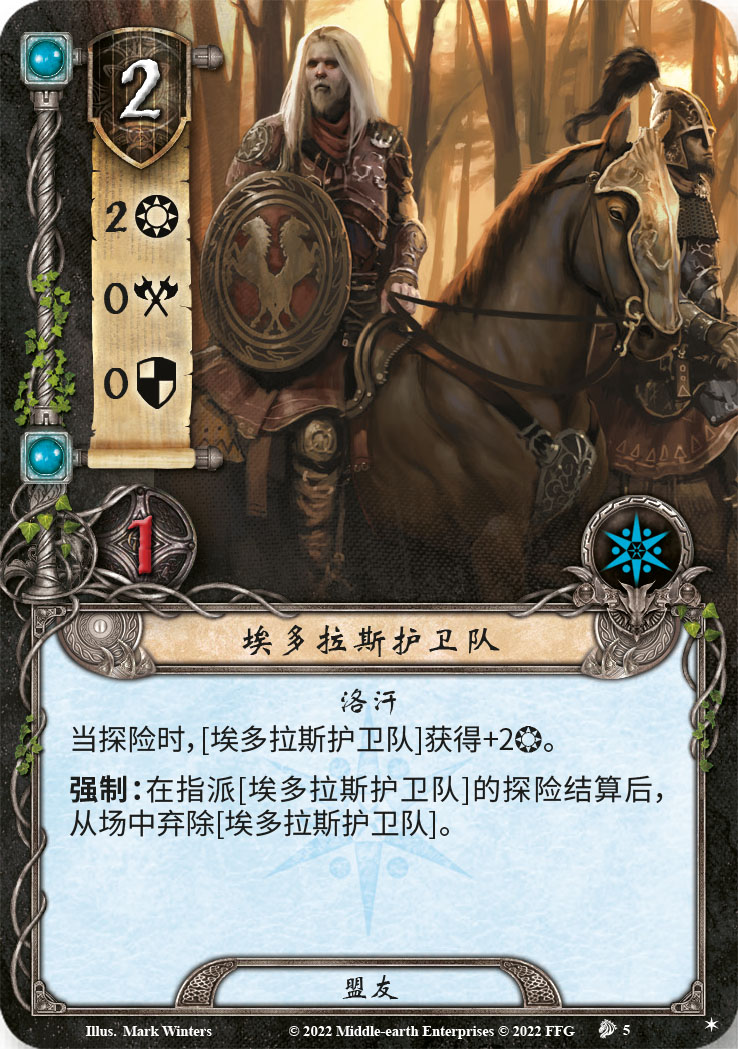 2
2
0
0
1
埃多拉斯护卫队
洛汗
当探险时，[埃多拉斯护卫队]获得+2。
强制：在指派[埃多拉斯护卫队]的探险结算后，
从场中弃除[埃多拉斯护卫队]。
盟友
Illus. Mark Winters © 2022 Middle-earth Enterprises © 2022 FFG 5